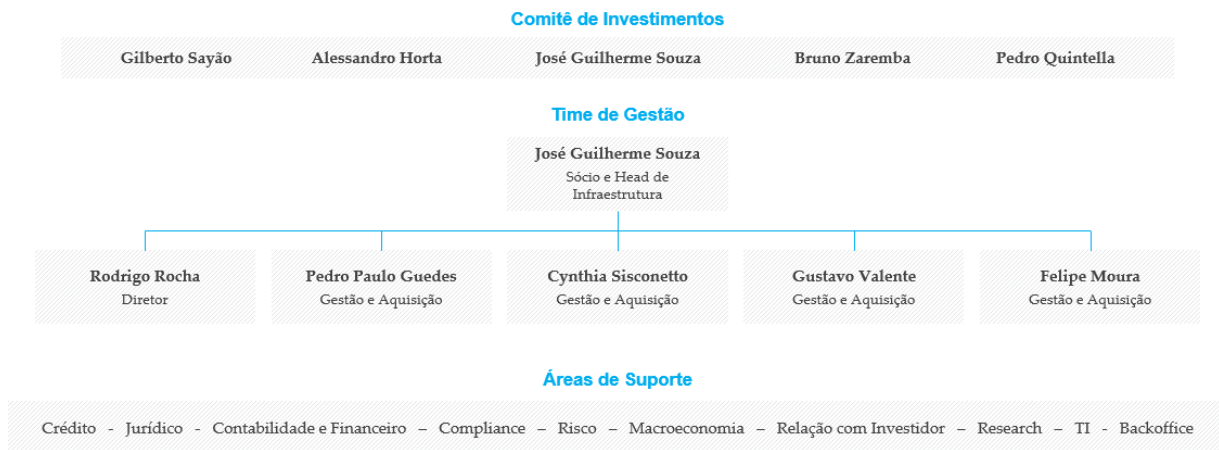 Comitê de Investimentos
Gilberto Sayão Alessandro Horta José Guilherme Souza Bruno Zaremba Pedro Quintella
Time de Gestão
José Guilherme Souza
Sócio e Head de
Infraestrutura
Rodrigo Rocha Pedro Paulo Guedes Cynthia Sisconetto Gustavo Valente Felipe Moura
Diretor Gestão e Aquisição Gestão e Aquisição Gestão e Aquisição Gestão e Aquisição
Áreas de Suporte
Crédito - Jurídico - Contabilidade e Financeiro – Compliance – Risco – Macroeconomia – Relação com Investidor – Research – TI - Backoffice